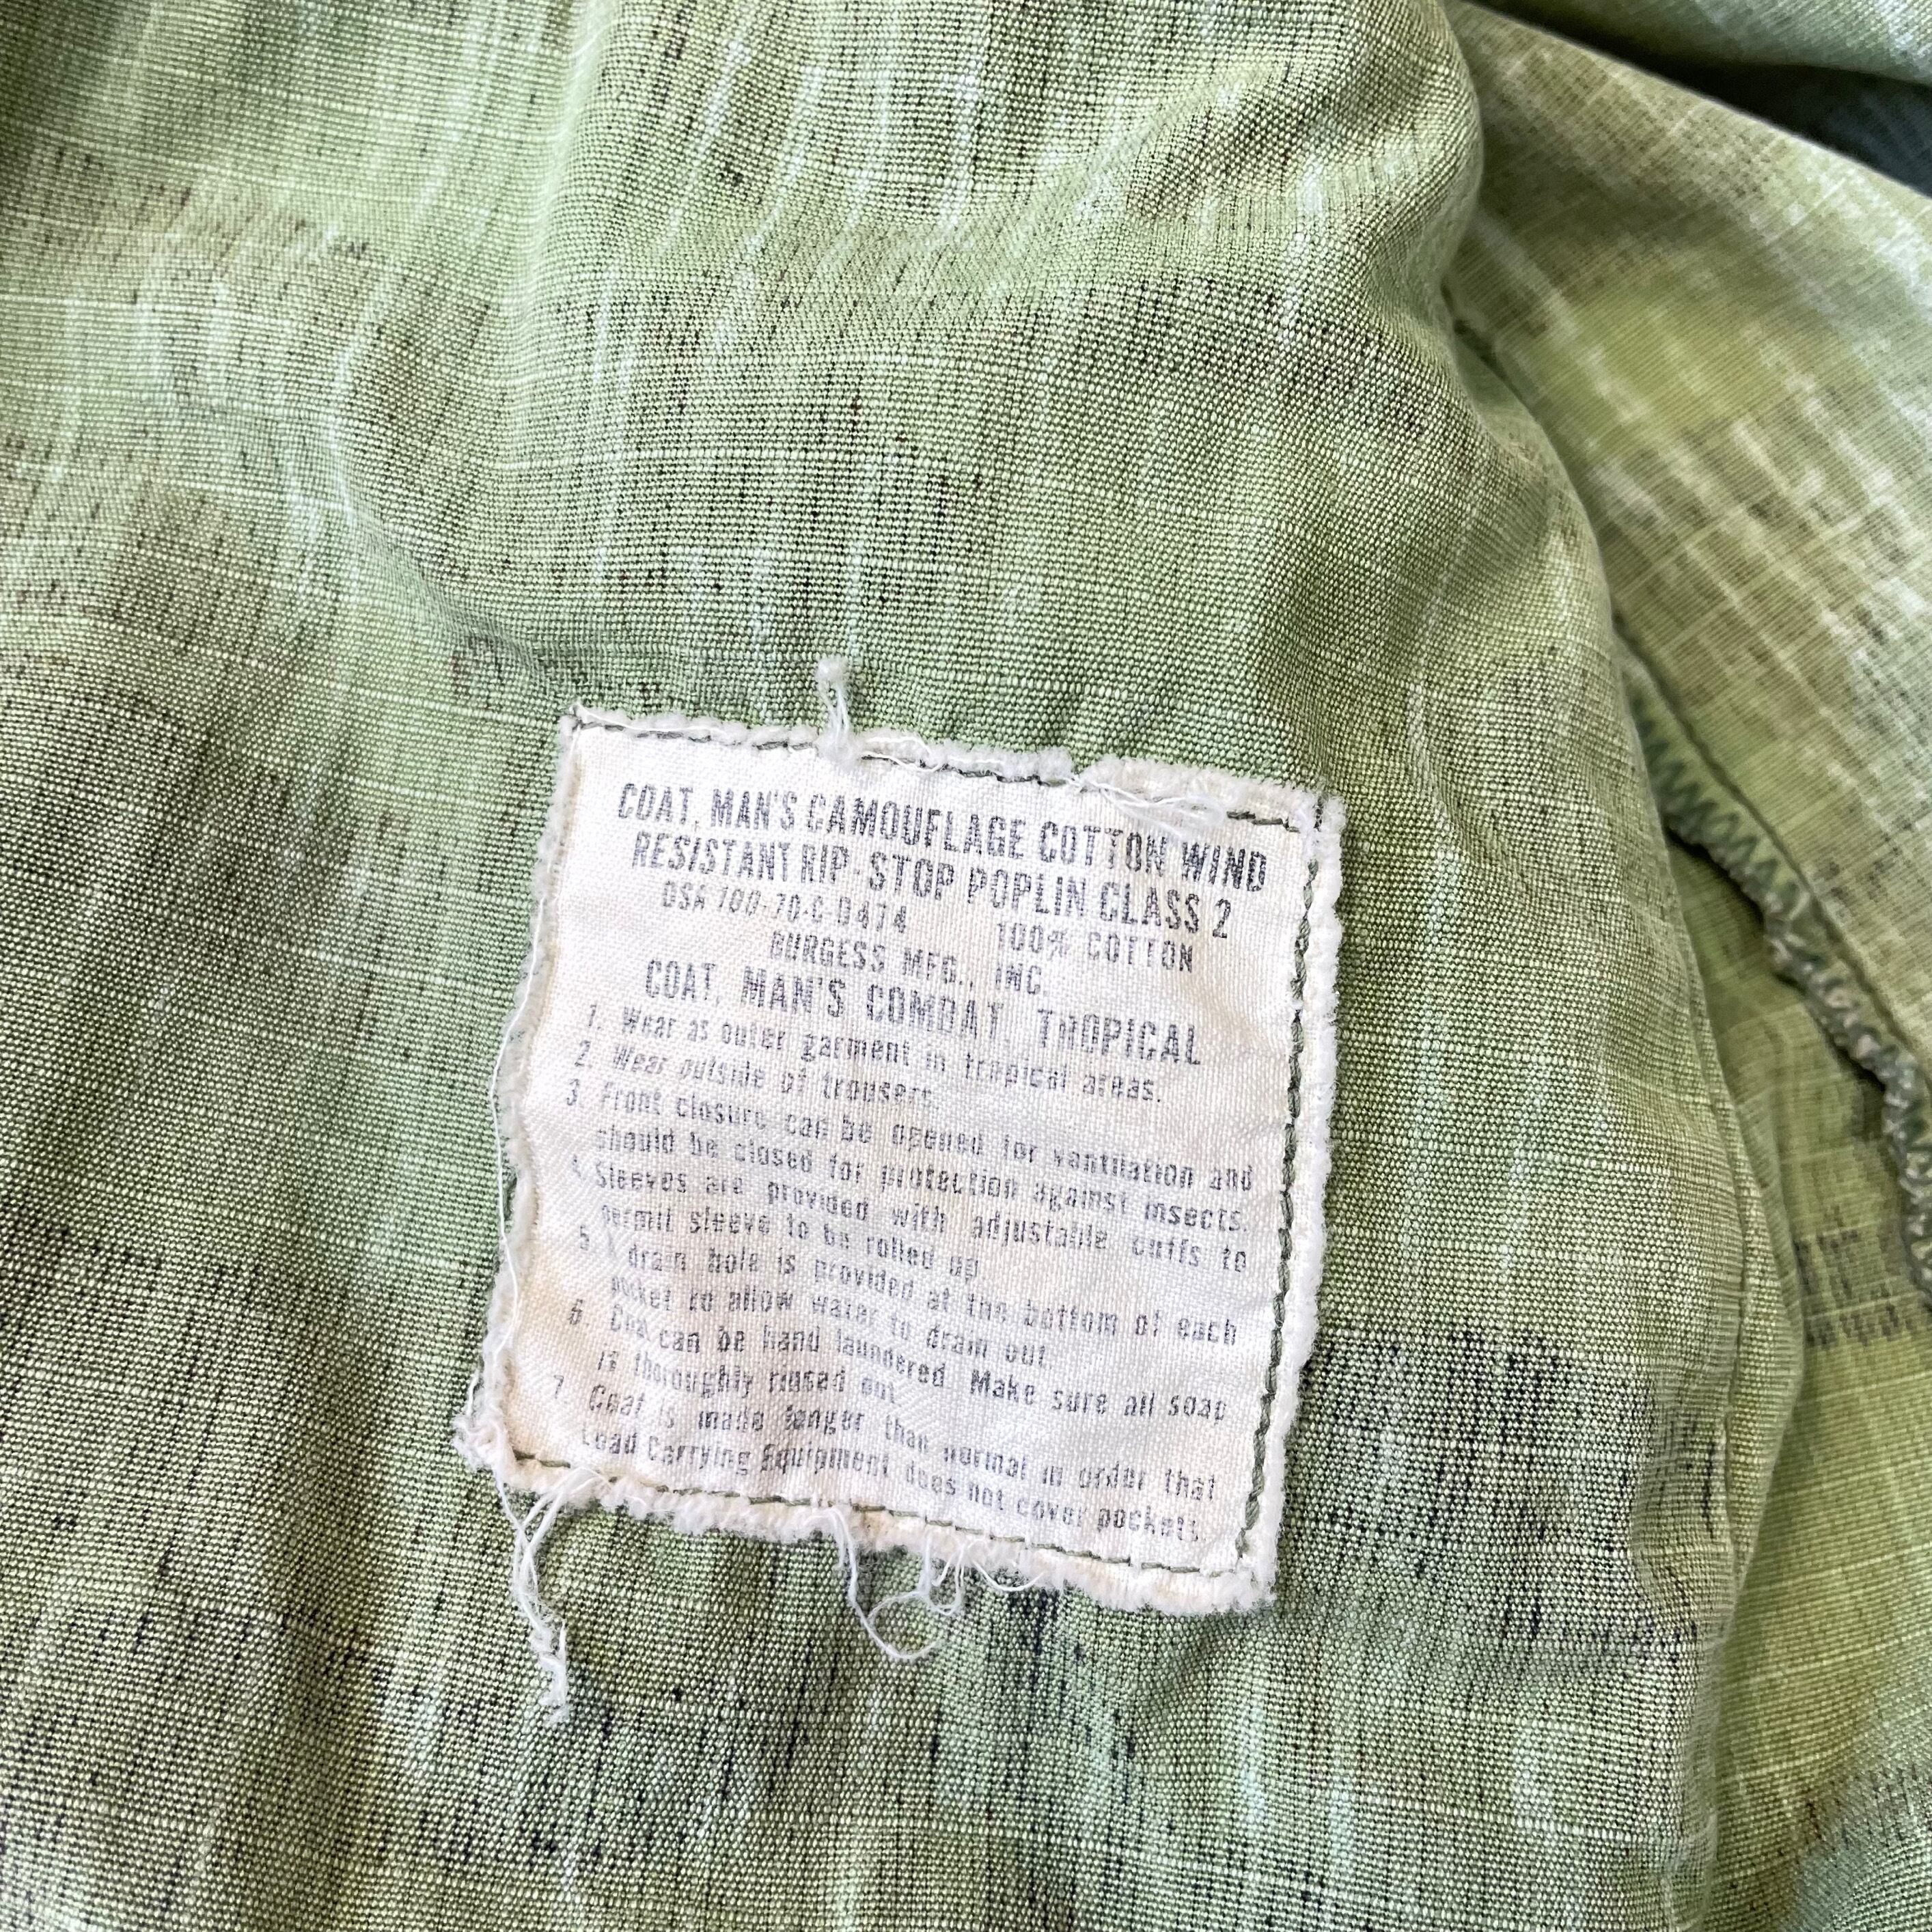 COAT, MAN'S CAMOUFLAGE COTTON WIND
RESISTANT RIP-STOP POPLIN CLASS 2
DSA 100-70-C-0474 100% COTTON
BURGESS MFG., INC.
COAT, MAN'S COMBAT, TROPICAL
1. Wear as outer garment in tropical areas.
2. Wear outside of trousers.
3. Front closure can be opened for ventilation and
should be closed for protection against insects.
4. Sleeves are provided with adjustable cuffs to
permit sleeve to be rolled up.
5. A drain hole is provided at the bottom of each
pocket to allow water to drain out.
6. Coat can be hand laundered. Make sure all soap
is thoroughly rinsed out.
7. Coat is made longer than normal in order that
Load Carrying Equipment does not cover pockets.